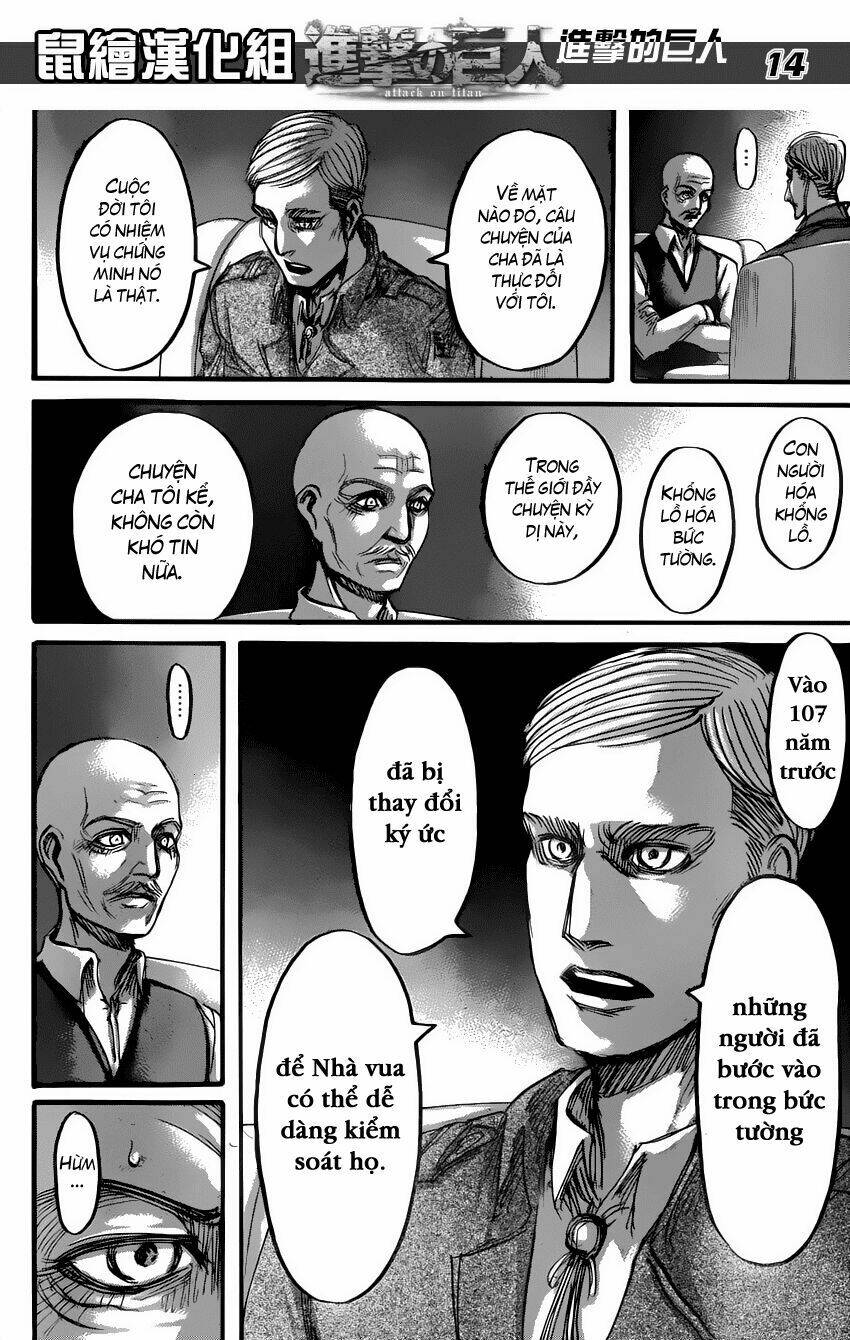 鼠繪漢化組
進撃の巨人
attack on titan
進擊的巨人
14
...
VỀ MẶT
NÀO ĐÓ, CÂU
CHUYỆN CỦA
CHA ĐÃ LÀ
THỰC ĐỐI
VỚI TÔI.
CUỘC
ĐỜI TÔI
CÓ NHIỆM
VỤ CHỨNG
MINH NÓ
LÀ THẬT.
CON
NGƯỜI
HÓA
KHỔNG
LỒ.
KHỔNG
LỒ HÓA
BỨC
TƯỜNG.
TRONG
THẾ GIỚI ĐẦY
CHUYỆN KỲ
DỊ NÀY,
CHUYỆN
CHA TÔI KỂ,
KHÔNG CÒN
KHÓ TIN
NỮA.
Vào
107
năm
trước
những
người đã
bước vào
trong bức
tường
đã bị
thay đổi
ký ức
để Nhà vua
có thể dễ
dàng kiểm
soát họ.
......
HỪM
...